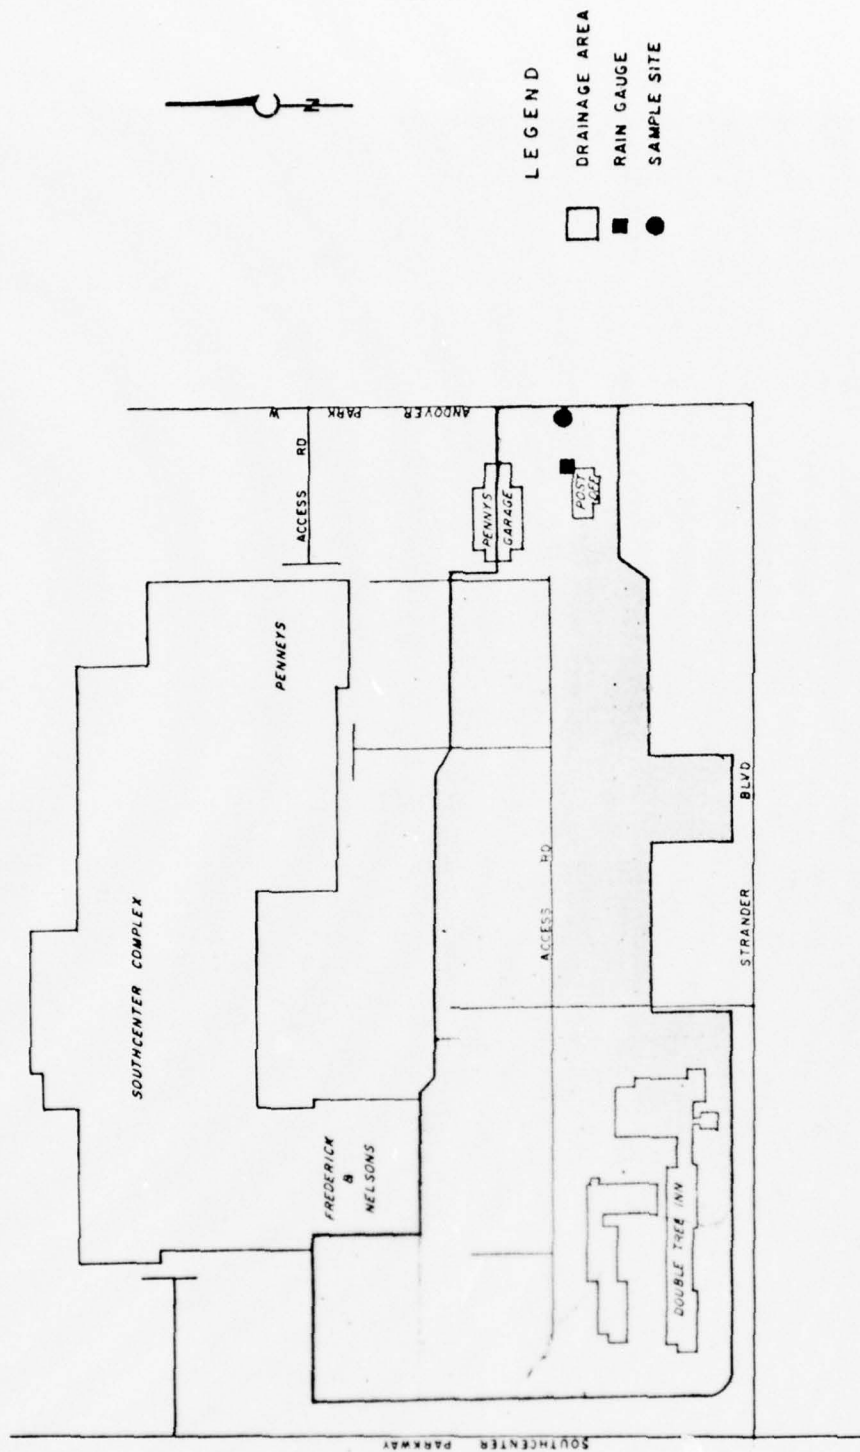 N
LEGEND
DRAINAGE AREA
RAIN GAUGE
SAMPLE SITE
SOUTHCENTER COMPLEX
PENNEYS
FREDERICK
&
NELSONS
ACCESS RD
ANDOVER PARK W
PENNYS
GARAGE
POST
OFF
ACCESS RD
DOUBLE TREE INN
STRANDER BLVD
SOUTHCENTER PARKWAY